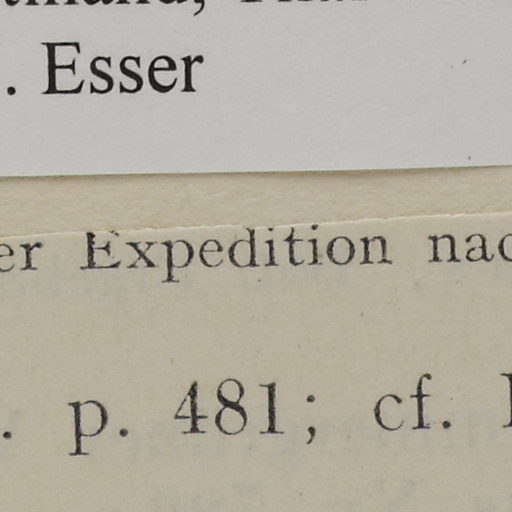 . Esser
er Expedition nac
. p. 481; cf.